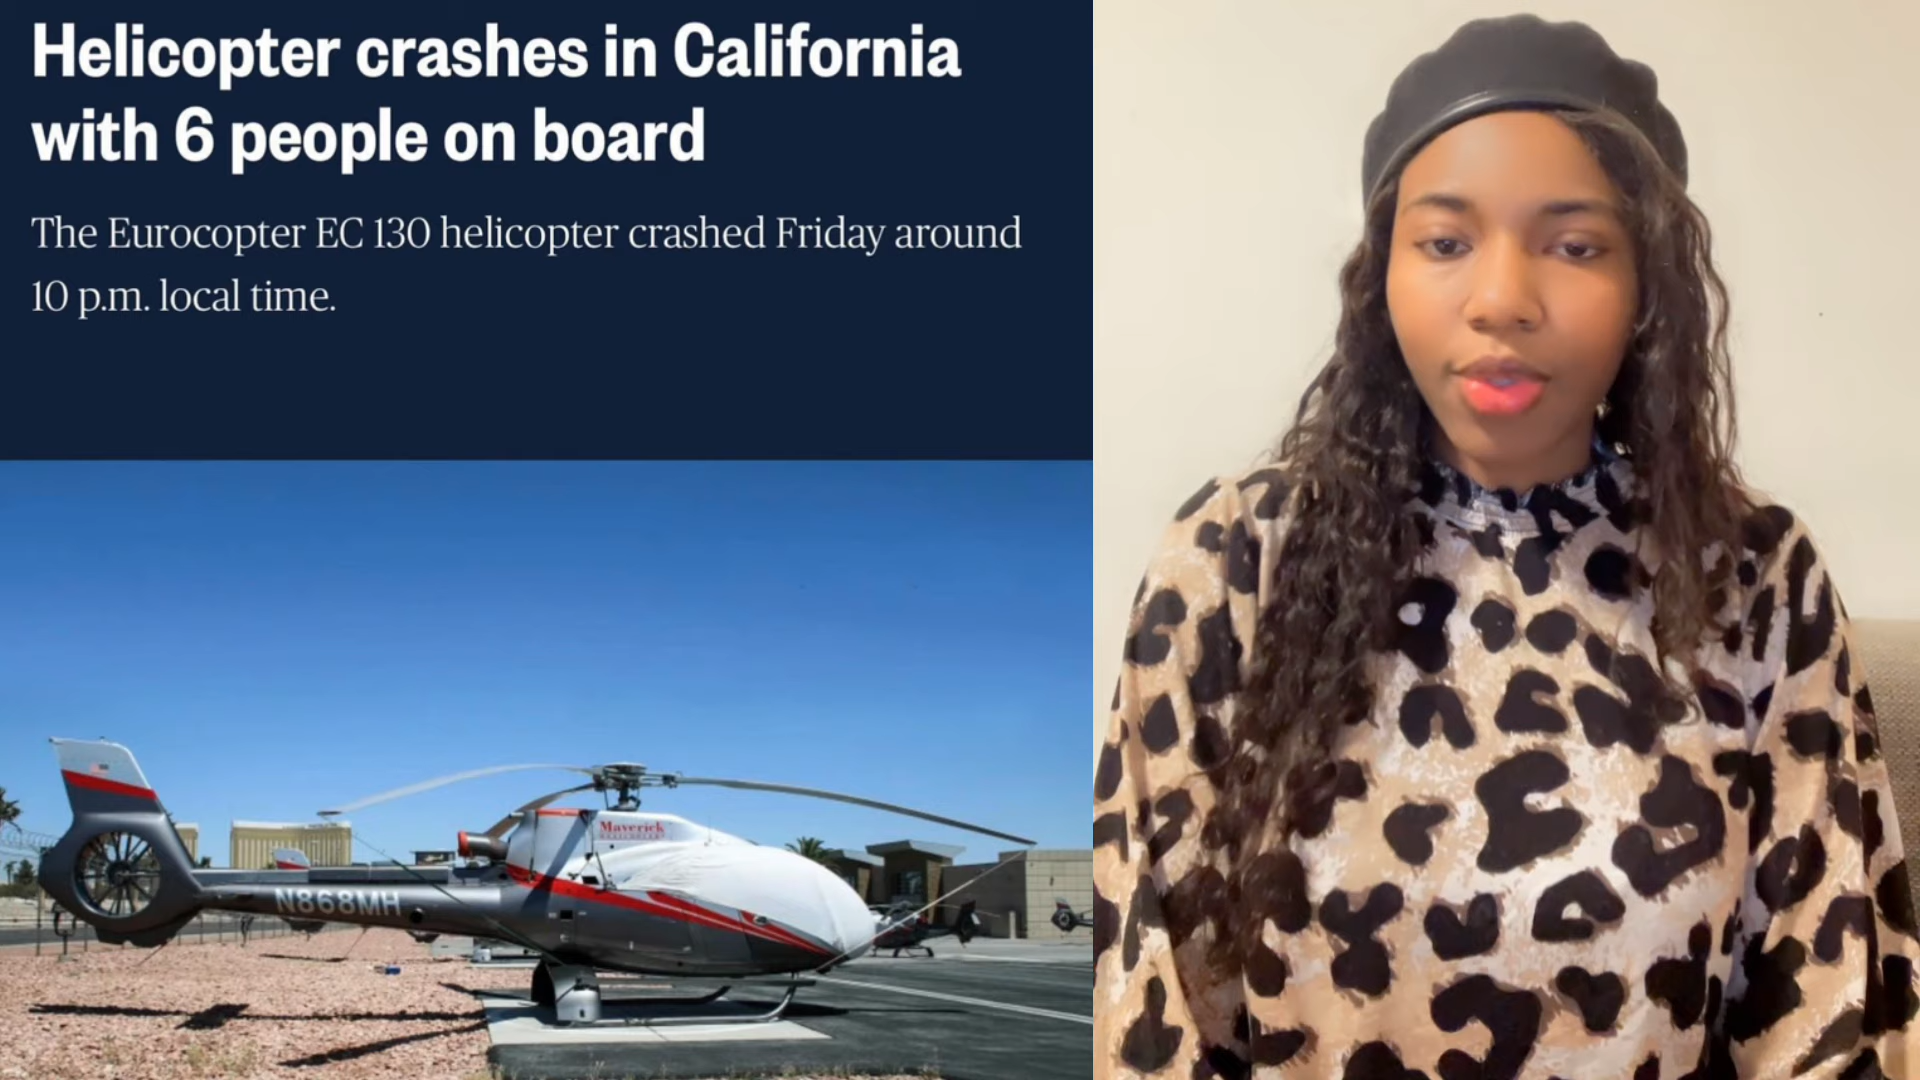 Helicopter crashes in California
with 6 people on board
The Eurocopter EC 130 helicopter crashed Friday around
10 p.m. local time.
Maverick
N868MH